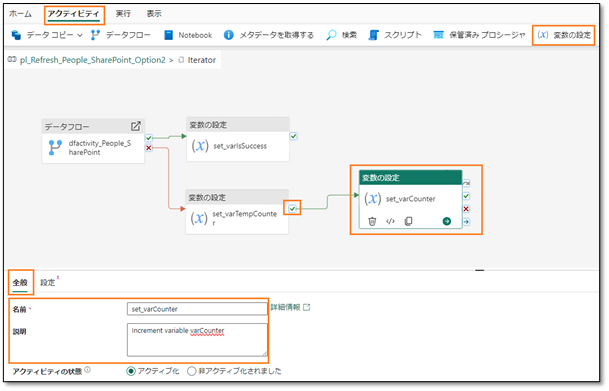 ホーム アクティビティ 実行 表示
データ コピー データフロー Notebook メタデータを取得する 検索 スクリプト 保管済み プロシージャ (x) 変数の設定
pl_Refresh_People_SharePoint_Option2 > Iterator
データフロー
dfactivity_People_S
harePoint
変数の設定
(x) set_varIsSuccess
変数の設定
(x) set_varTempCounte
r
変数の設定
(x) set_varCounter
全般 設定 1
名前 * set_varCounter 詳細情報
説明 Increment variable varCounter
アクティビティの状態 アクティブ化 非アクティブ化されました